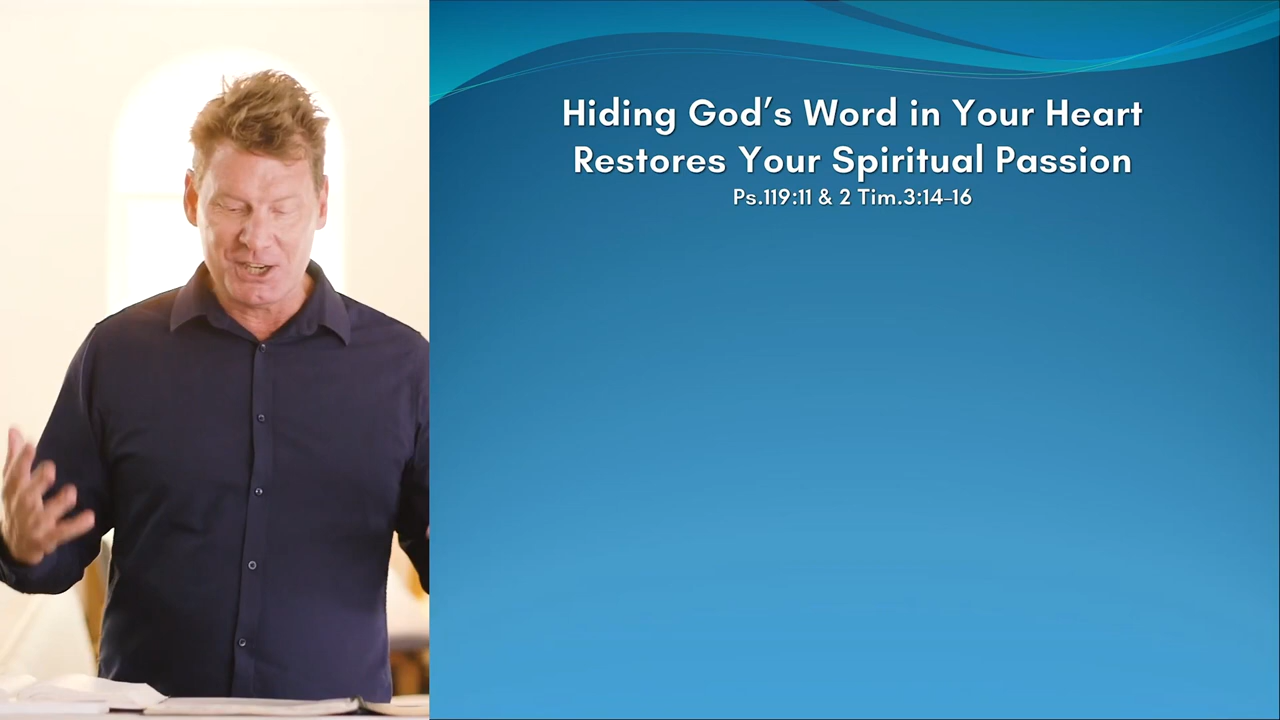 Hiding God's Word in Your Heart
Restores Your Spiritual Passion
Ps.119:11 & 2 Tim.3:14-16